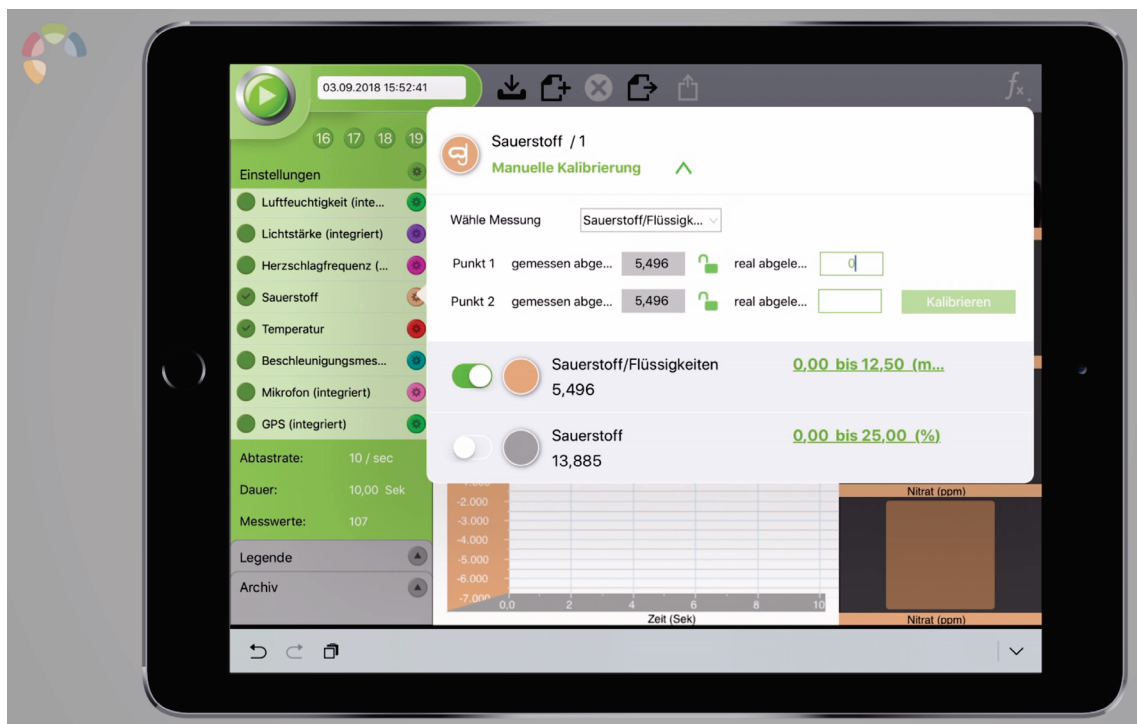 03.09.2018 15:52:41
fx
16 17 18 19
Einstellungen
Luftfeuchtigkeit (inte...
Lichtstärke (integriert)
Herzschlagfrequenz (...
Sauerstoff
Temperatur
Beschleunigungsmes...
Mikrofon (integriert)
GPS (integriert)
Abtastrate: 10 / sec
Dauer: 10,00 Sek
Messwerte: 107
Legende
Archiv
Sauerstoff / 1
Manuelle Kalibrierung
Wähle Messung Sauerstoff/Flüssigk...
Punkt 1 gemessen abge... 5,496 real abgele... 0
Punkt 2 gemessen abge... 5,496 real abgele... Kalibrieren
Sauerstoff/Flüssigkeiten 0,00 bis 12,50 (m...
5,496
Sauerstoff 0,00 bis 25,00 (%)
13,885
-2.000
-3.000
-4.000
-5.000
-6.000
-7.000
0,0 2 4 6 8 10
Zeit (Sek)
Nitrat (ppm)
Nitrat (ppm)